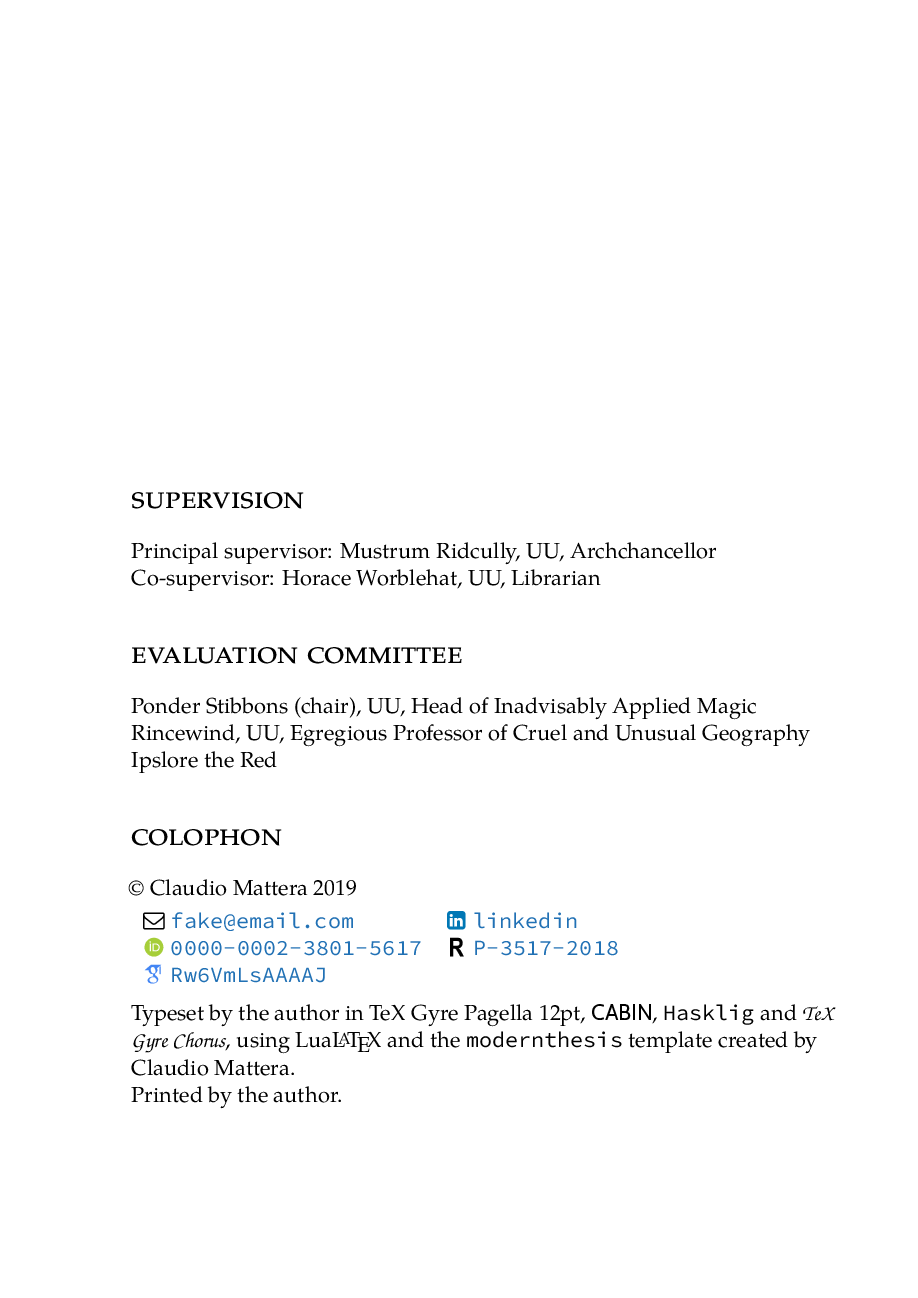 SUPERVISION
Principal supervisor: Mustrum Ridcully, UU, Archchancellor
Co-supervisor: Horace Worblehat, UU, Librarian
EVALUATION COMMITTEE
Ponder Stibbons (chair), UU, Head of Inadvisably Applied Magic
Rincewind, UU, Egregious Professor of Cruel and Unusual Geography
Ipslore the Red
COLOPHON
© Claudio Mattera 2019
fake@email.com linkedin
0000-0002-3801-5617 P-3517-2018
Rw6VmLsAAAAJ
Typeset by the author in TeX Gyre Pagella 12pt, CABIN, Hasklig and TeX
Gyre Chorus, using LuaLATEX and the modernthesis template created by
Claudio Mattera.
Printed by the author.